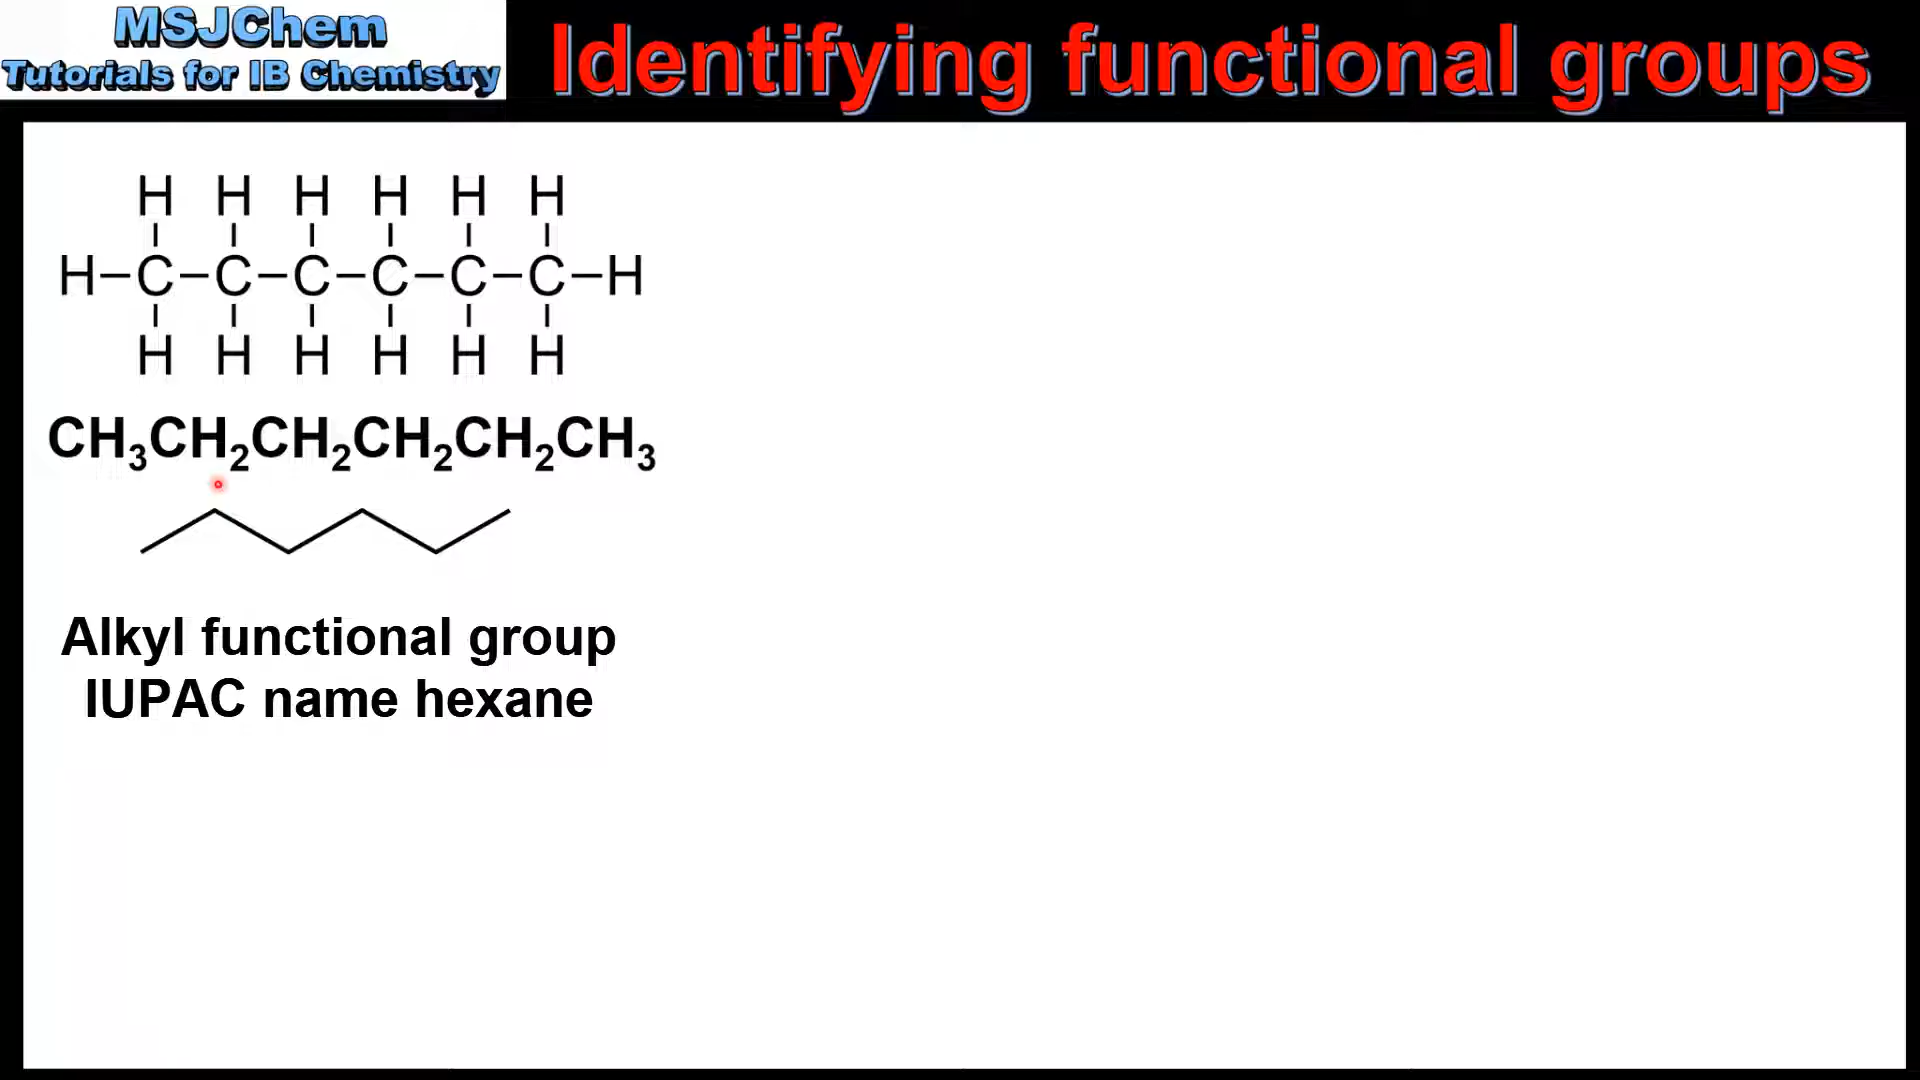 MSJChem
Tutorials for IB Chemistry
Identifying functional groups
H H H H H H
H–C–C–C–C–C–C–H
H H H H H H
CH₃CH₂CH₂CH₂CH₂CH₃
Alkyl functional group
IUPAC name hexane